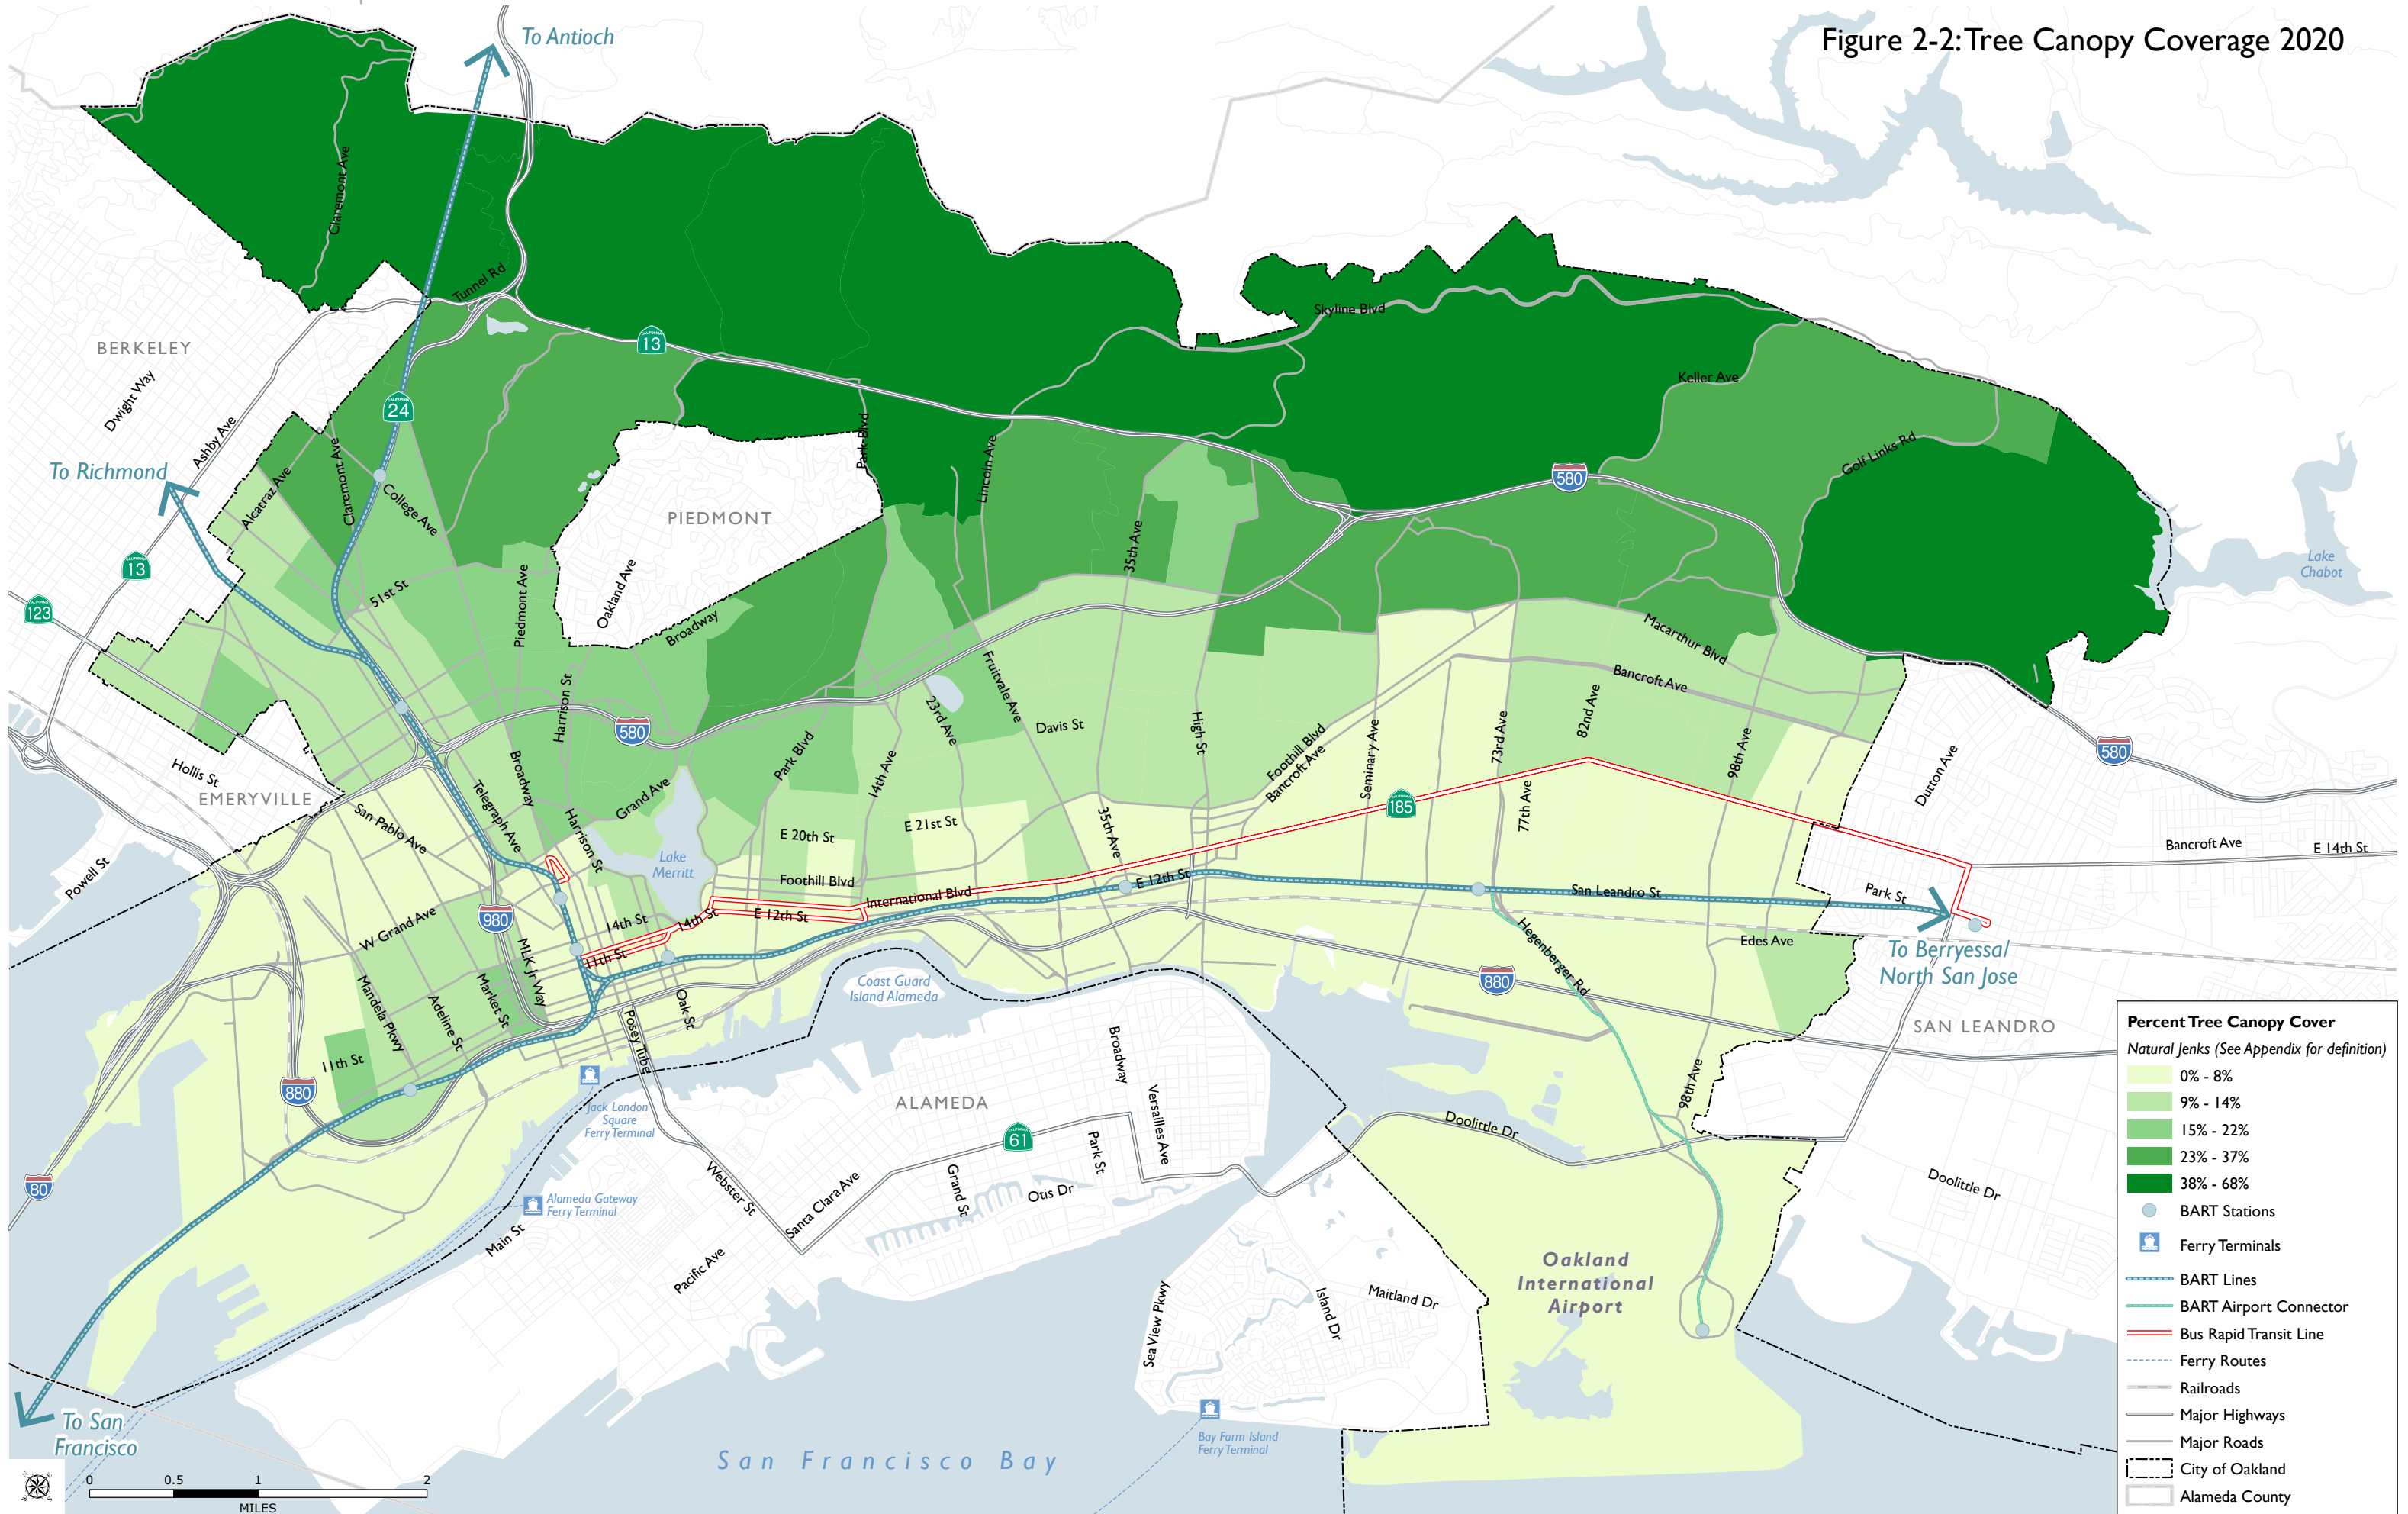 Figure 2-2: Tree Canopy Coverage 2020
To Antioch
Claremont Ave
Tunnel Rd
13
Skyline Blvd
BERKELEY
Dwight Way
Ashby Ave
24
To Richmond
Alcatraz Ave
Claremont Ave
College Ave
Keller Ave
Golf Links Rd
Park Blvd
Lincoln Ave
PIEDMONT
580
13
123
51st St
Piedmont Ave
Oakland Ave
Broadway
35th Ave
Lake
Chabot
Macarthur Blvd
Bancroft Ave
Harrison St
580
Fruitvale Ave
23rd Ave
Davis St
High St
Foothill Blvd
Bancroft Ave
Seminary Ave
73rd Ave
82nd Ave
98th Ave
580
Hollis St
EMERYVILLE
San Pablo Ave
Telegraph Ave
Broadway
Harrison St
Grand Ave
Park Blvd
14th Ave
185
77th Ave
Dutton Ave
Powell St
Lake
Merritt
E 20th St
E 21st St
35th Ave
Bancroft Ave
E 14th St
Foothill Blvd
International Blvd
E 12th St
San Leandro St
Park St
W Grand Ave
980
14th St
14th St
E 12th St
11th St
MLK Jr Way
Mandela Pkwy
Adeline St
Market St
Oak St
Posey Tube
Coast Guard
Island Alameda
Hegenberger Rd
880
Edes Ave
To Berryessal
North San Jose
SAN LEANDRO
11th St
880
80
Jack London
Square
Ferry Terminal
ALAMEDA
Broadway
Versailles Ave
61
Park St
Grand St
Otis Dr
Doolittle Dr
98th Ave
Doolittle Dr
Alameda Gateway
Ferry Terminal
Main St
Webster St
Santa Clara Ave
Pacific Ave
Oakland
International
Airport
Sea View Pkwy
Island Dr
Maitland Dr
Bay Farm Island
Ferry Terminal
San Francisco Bay
To San
Francisco
0 0.5 1 2
MILES
Percent Tree Canopy Cover
Natural Jenks (See Appendix for definition)
0% - 8%
9% - 14%
15% - 22%
23% - 37%
38% - 68%
BART Stations
Ferry Terminals
BART Lines
BART Airport Connector
Bus Rapid Transit Line
Ferry Routes
Railroads
Major Highways
Major Roads
City of Oakland
Alameda County